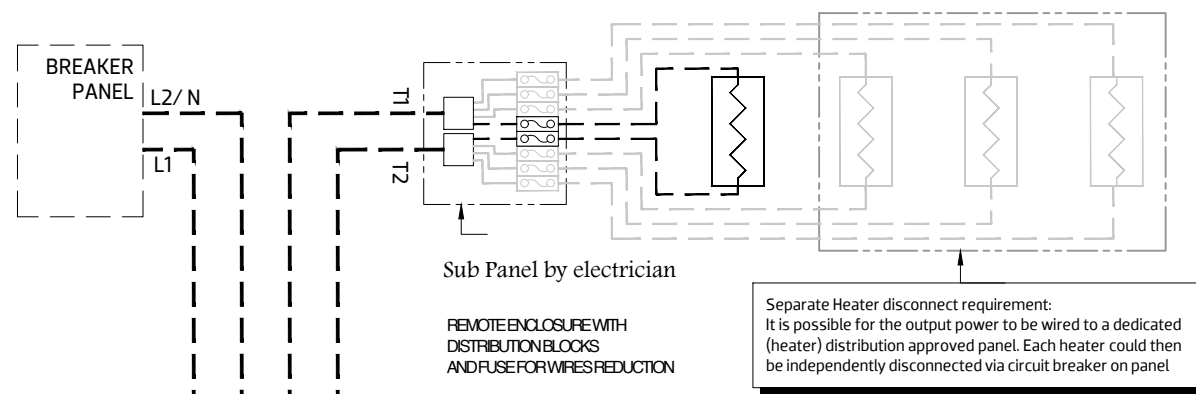 BREAKER
PANEL
L2/ N
L1
T1
T2
Sub Panel by electrician
REMOTE ENCLOSURE WITH
DISTRIBUTION BLOCKS
AND FUSE FOR WIRES REDUCTION
Separate Heater disconnect requirement:
It is possible for the output power to be wired to a dedicated
(heater) distribution approved panel. Each heater could then
be independently disconnected via circuit breaker on panel